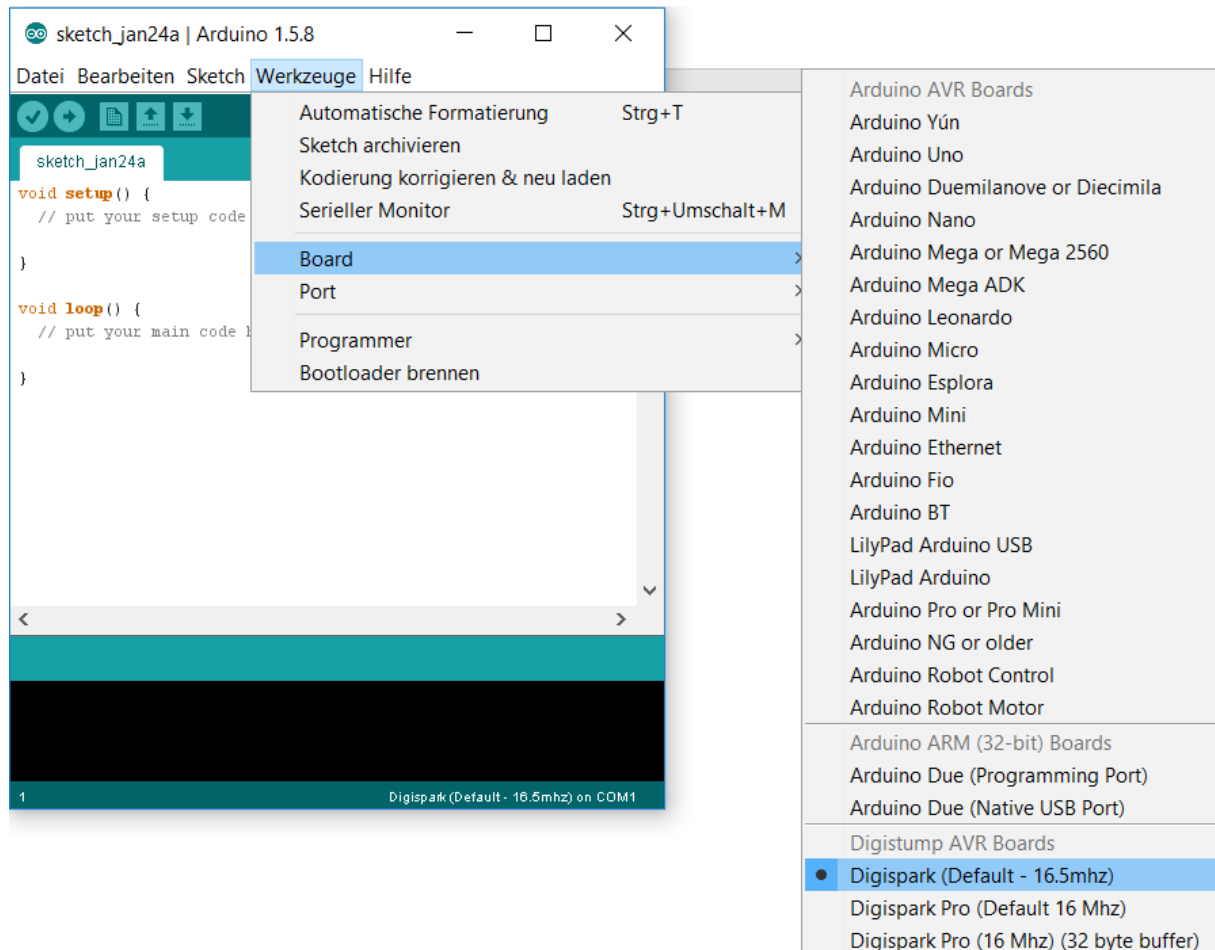 sketch_jan24a | Arduino 1.5.8
Datei Bearbeiten Sketch Werkzeuge Hilfe
Automatische Formatierung Strg+T
Sketch archivieren
Kodierung korrigieren & neu laden
Serieller Monitor Strg+Umschalt+M
Board
Port
Programmer
Bootloader brennen
sketch_jan24a
void setup() {
// put your setup code
}
void loop() {
// put your main code
}
1
Digispark (Default - 16.5mhz) on COM1
Arduino AVR Boards
Arduino Yún
Arduino Uno
Arduino Duemilanove or Diecimila
Arduino Nano
Arduino Mega or Mega 2560
Arduino Mega ADK
Arduino Leonardo
Arduino Micro
Arduino Esplora
Arduino Mini
Arduino Ethernet
Arduino Fio
Arduino BT
LilyPad Arduino USB
LilyPad Arduino
Arduino Pro or Pro Mini
Arduino NG or older
Arduino Robot Control
Arduino Robot Motor
Arduino ARM (32-bit) Boards
Arduino Due (Programming Port)
Arduino Due (Native USB Port)
Digistump AVR Boards
Digispark (Default - 16.5mhz)
Digispark Pro (Default 16 Mhz)
Digispark Pro (16 Mhz) (32 byte buffer)